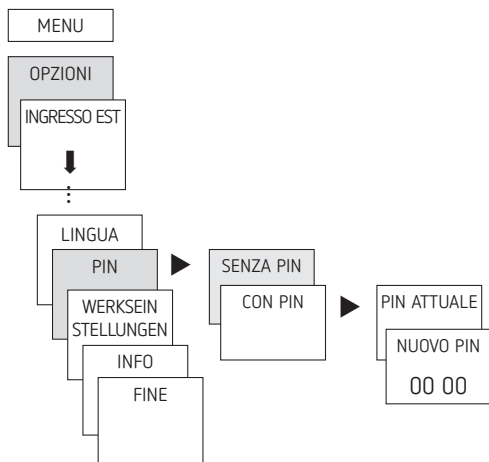 MENU
OPZIONI
INGRESSO EST
LINGUA
PIN
SENZA PIN
CON PIN
PIN ATTUALE
NUOVO PIN
00 00
WERKSEIN
STELLUNGEN
INFO
FINE